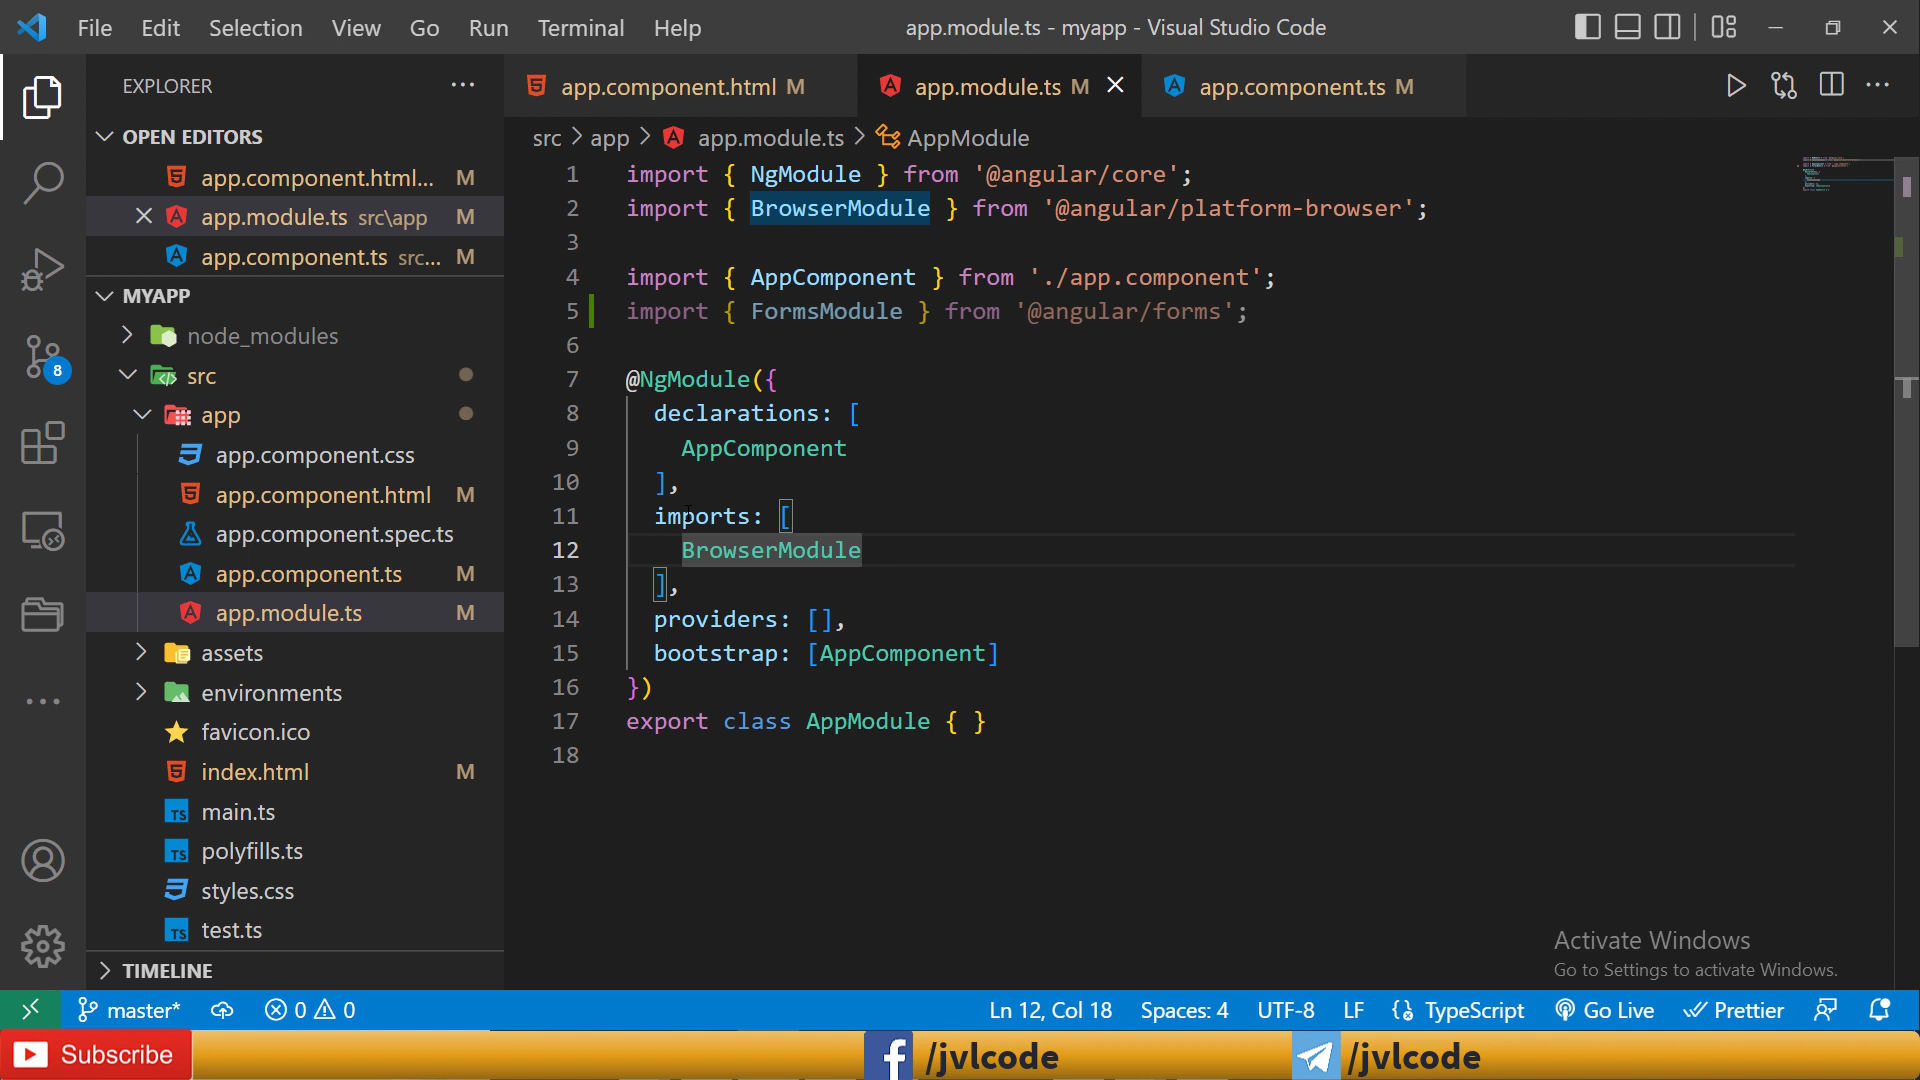 File Edit Selection View Go Run Terminal Help app.module.ts - myapp - Visual Studio Code
EXPLORER
app.component.html M app.module.ts M app.component.ts M
OPEN EDITORS
app.component.html... M
app.module.ts src\app M
app.component.ts src... M
MYAPP
node_modules
src
app
app.component.css
app.component.html M
app.component.spec.ts
app.component.ts M
app.module.ts M
assets
environments
favicon.ico
index.html M
main.ts
polyfills.ts
styles.css
test.ts
TIMELINE
8
src > app > app.module.ts > AppModule
1 import { NgModule } from '@angular/core';
2 import { BrowserModule } from '@angular/platform-browser';
3
4 import { AppComponent } from './app.component';
5 import { FormsModule } from '@angular/forms';
6
7 @NgModule({
8 declarations: [
9 AppComponent
10 ],
11 imports: [
12 BrowserModule
13 ],
14 providers: [],
15 bootstrap: [AppComponent]
16 })
17 export class AppModule { }
18
Activate Windows
Go to Settings to activate Windows.
master* 0 0 Ln 12, Col 18 Spaces: 4 UTF-8 LF TypeScript Go Live Prettier
Subscribe /jvlcode /jvlcode